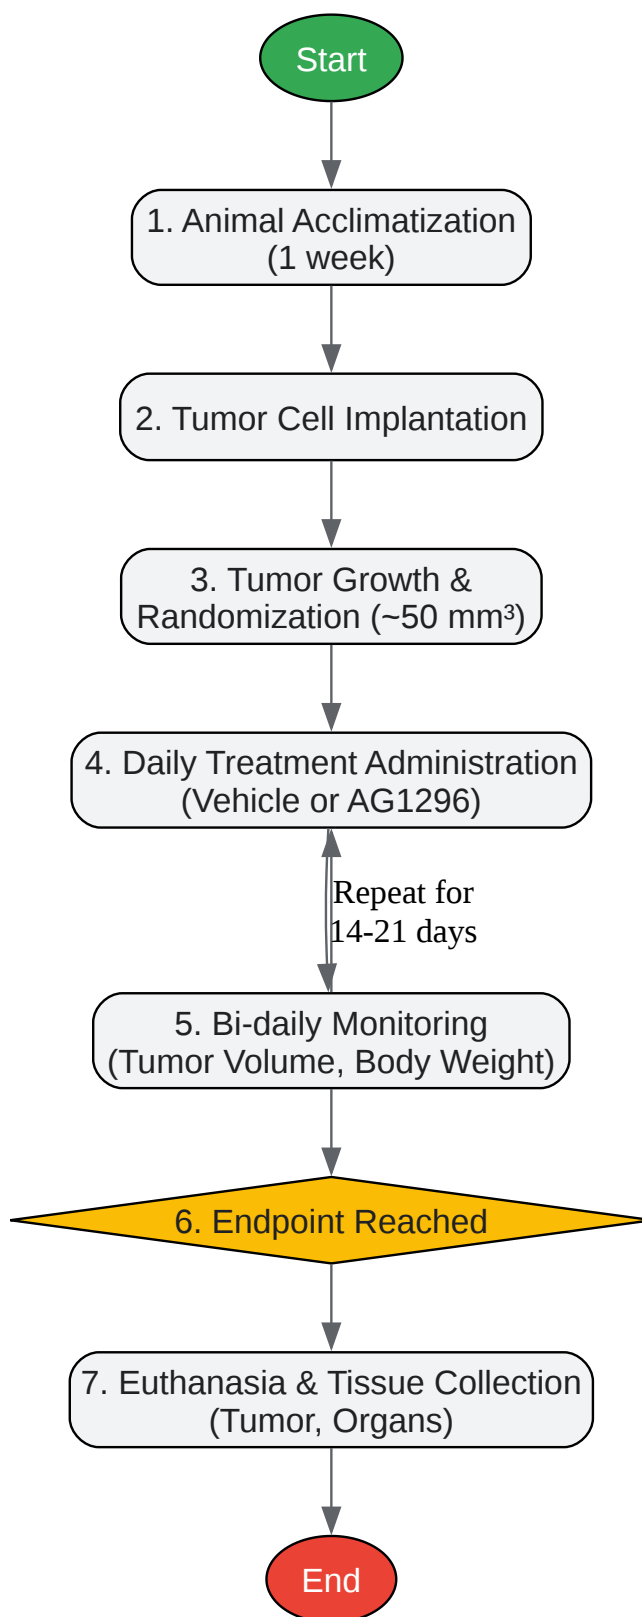 Start
1. Animal Acclimatization
(1 week)
2. Tumor Cell Implantation
3. Tumor Growth &
Randomization (~50 mm³)
4. Daily Treatment Administration
(Vehicle or AG1296)
Repeat for
14-21 days
5. Bi-daily Monitoring
(Tumor Volume, Body Weight)
6. Endpoint Reached
7. Euthanasia & Tissue Collection
(Tumor, Organs)
End